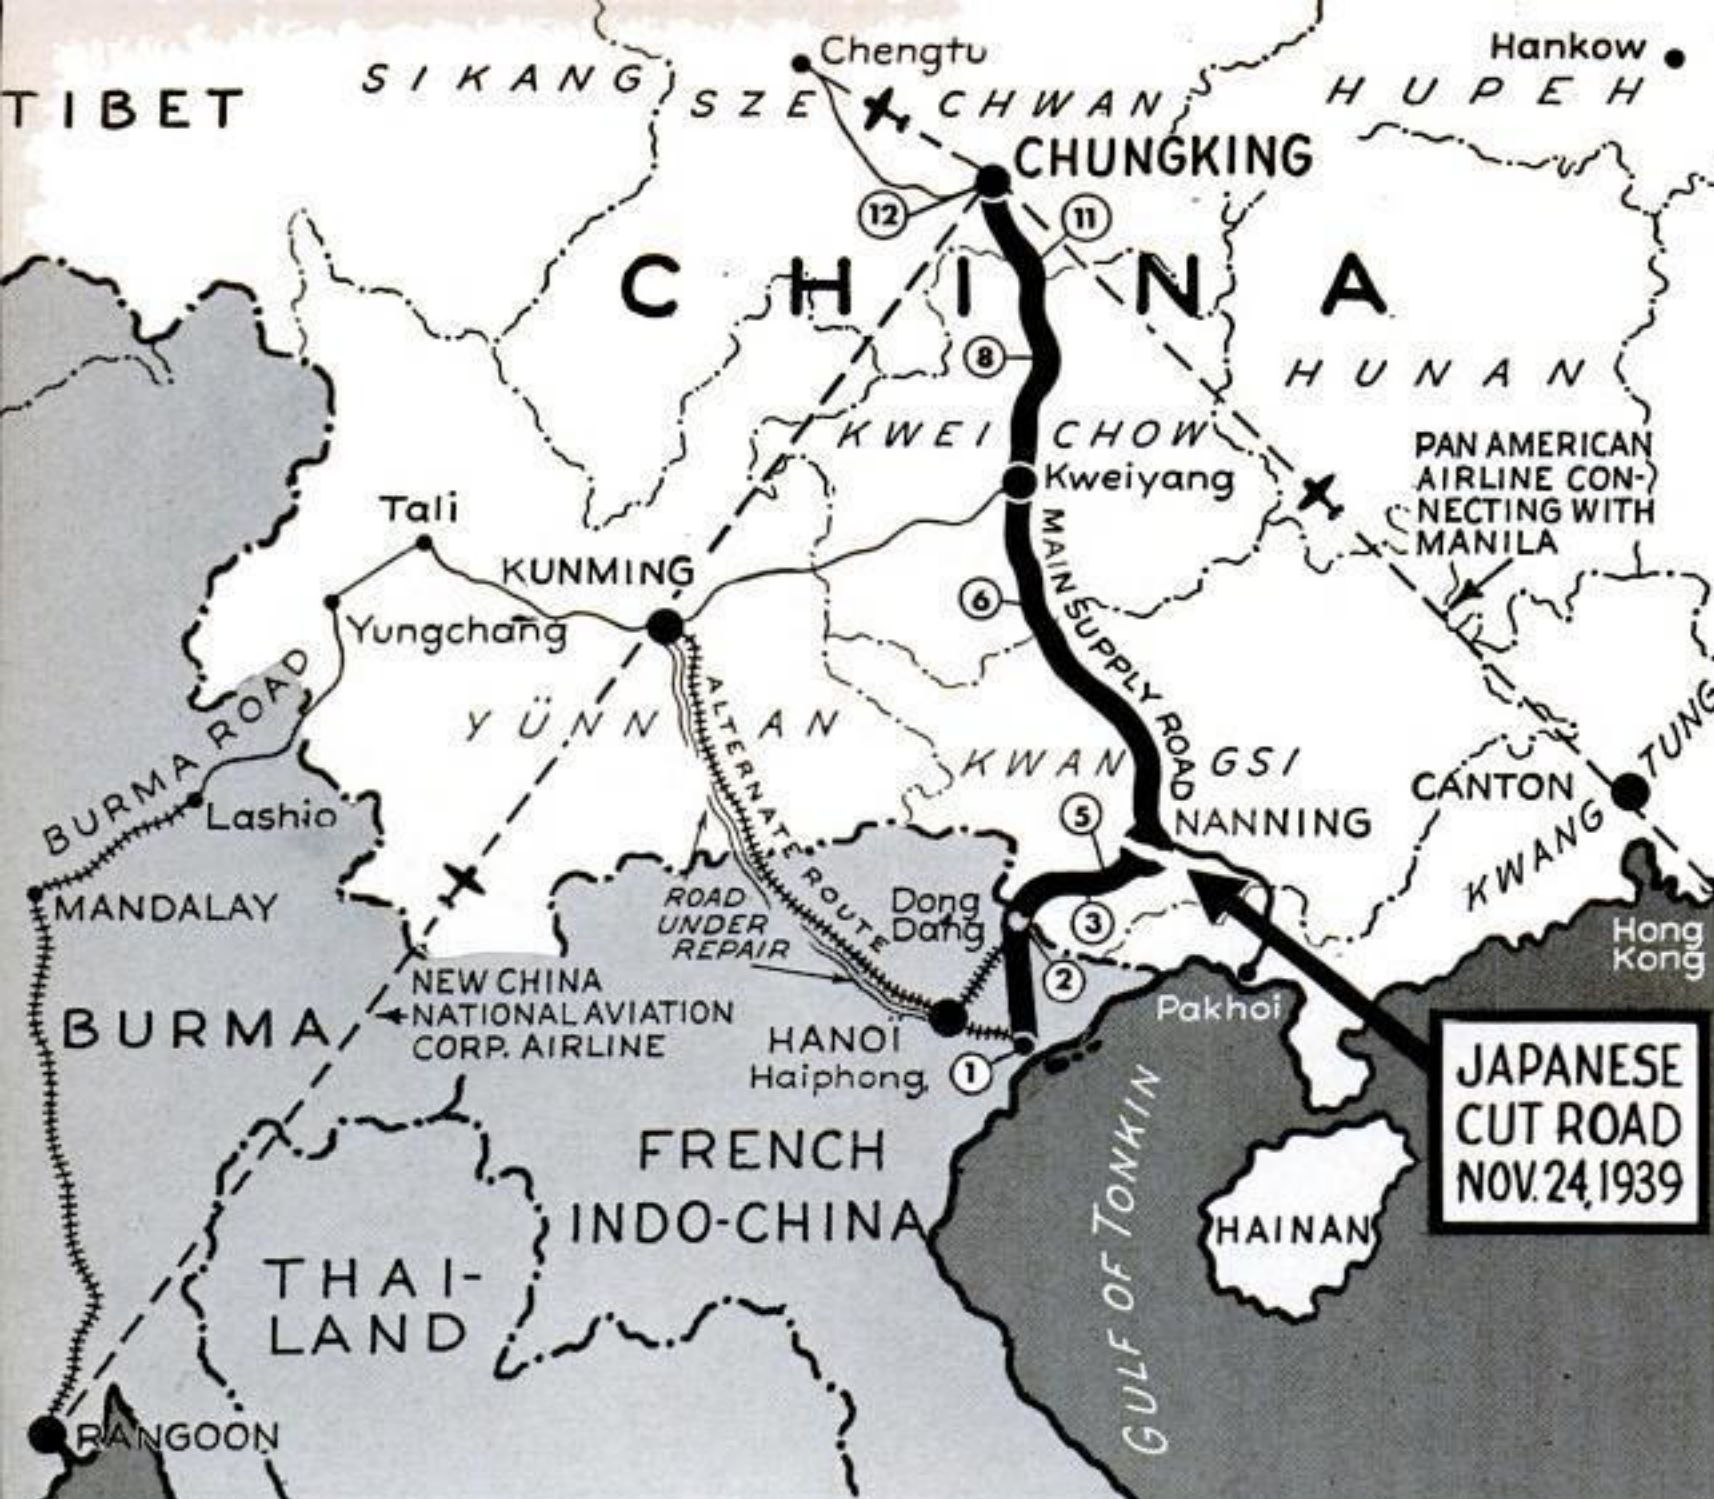 Chengtu
Hankow
SIKANG
SZE CHWAN
HUPEH
TIBET
CHUNGKING
12
11
CHINA
8
HUNAN
KWEI CHOW
PAN AMERICAN
AIRLINE CON-
NECTING WITH
MANILA
Kweiyang
Tali
KUNMING
6
MAIN SUPPLY ROAD
Yungchang
BURMA ROAD
YÜNNAN
ALTERNATE ROUTE
KWANGSI
CANTON
KWANG TUNG
Lashio
5
NANNING
MANDALAY
ROAD
UNDER
REPAIR
Dong
Dang
3
Hong
Kong
2
NEW CHINA
NATIONAL AVIATION
CORP. AIRLINE
Pakhoi
BURMA
HANOI
Haiphong
1
JAPANESE
CUT ROAD
NOV. 24, 1939
GULF OF TONKIN
FRENCH
INDO-CHINA
HAINAN
THAI-
LAND
RANGOON